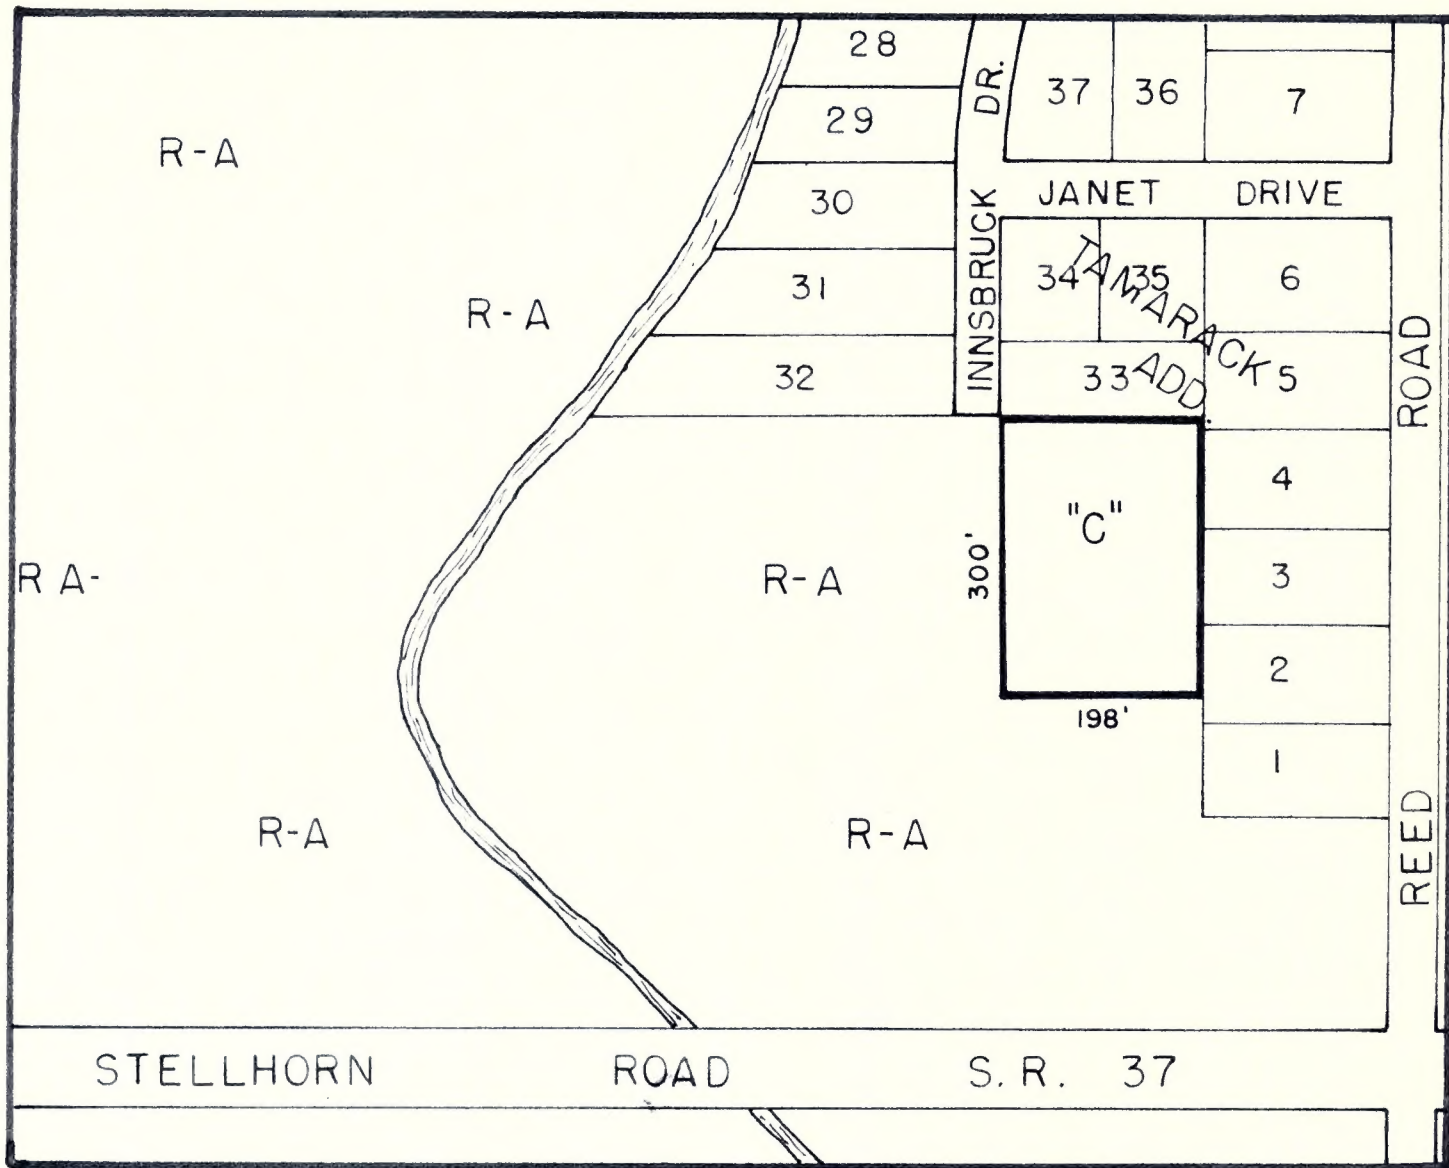 28
DR.
37
36
7
R-A
29
30
JANET DRIVE
INNSBRUCK
34
35
6
TAMARACK
ADD.
R-A
31
32
33
5
ROAD
4
"C"
R A-
R-A
300'
3
2
198'
1
R-A
R-A
REED
STELLHORN ROAD S.R. 37